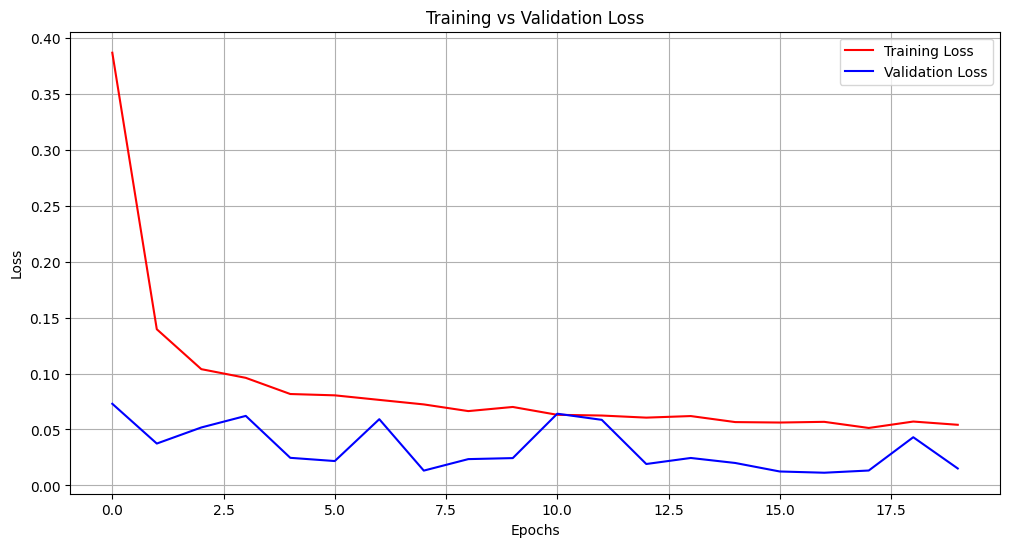 Training vs Validation Loss
Training Loss
Validation Loss
0.40
0.35
0.30
0.25
0.20
0.15
0.10
0.05
0.00
Loss
0.0 2.5 5.0 7.5 10.0 12.5 15.0 17.5
Epochs